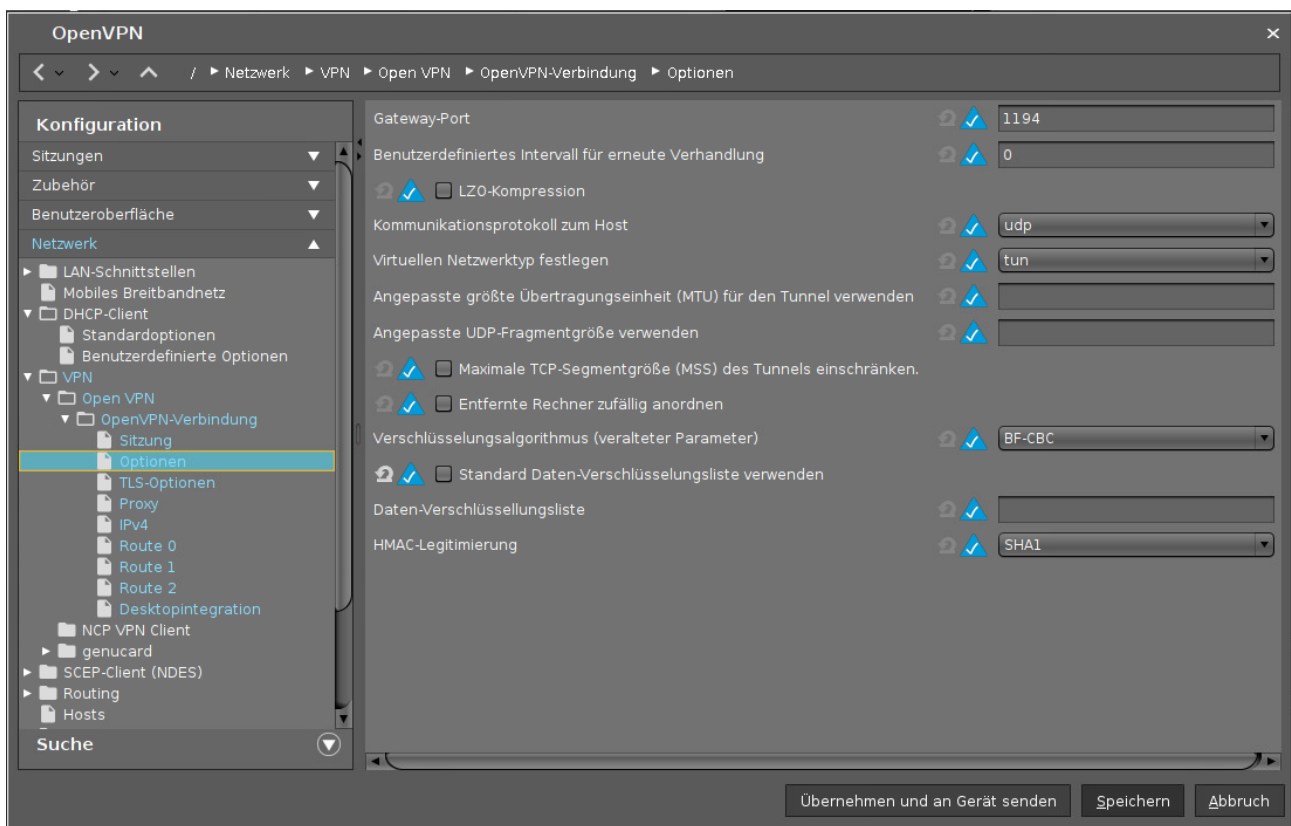 OpenVPN
/ Netzwerk VPN Open VPN OpenVPN-Verbindung Optionen
Konfiguration
Sitzungen
Zubehör
Benutzeroberfläche
Netzwerk
LAN-Schnittstellen
Mobiles Breitbandnetz
DHCP-Client
Standardoptionen
Benutzerdefinierte Optionen
VPN
Open VPN
OpenVPN-Verbindung
Sitzung
Optionen
TLS-Optionen
Proxy
IPv4
Route 0
Route 1
Route 2
Desktopintegration
NCP VPN Client
genucard
SCEP-Client (NDES)
Routing
Hosts
Suche
Gateway-Port 1194
Benutzerdefiniertes Intervall für erneute Verhandlung 0
LZO-Kompression
Kommunikationsprotokoll zum Host udp
Virtuellen Netzwerktyp festlegen tun
Angepasste größte Übertragungseinheit (MTU) für den Tunnel verwenden
Angepasste UDP-Fragmentgröße verwenden
Maximale TCP-Segmentgröße (MSS) des Tunnels einschränken.
Entfernte Rechner zufällig anordnen
Verschlüsselungsalgorithmus (veralteter Parameter) BF-CBC
Standard Daten-Verschlüsselungsliste verwenden
Daten-Verschlüssellungsliste
HMAC-Legitimierung SHA1
Übernehmen und an Gerät senden Speichern Abbruch